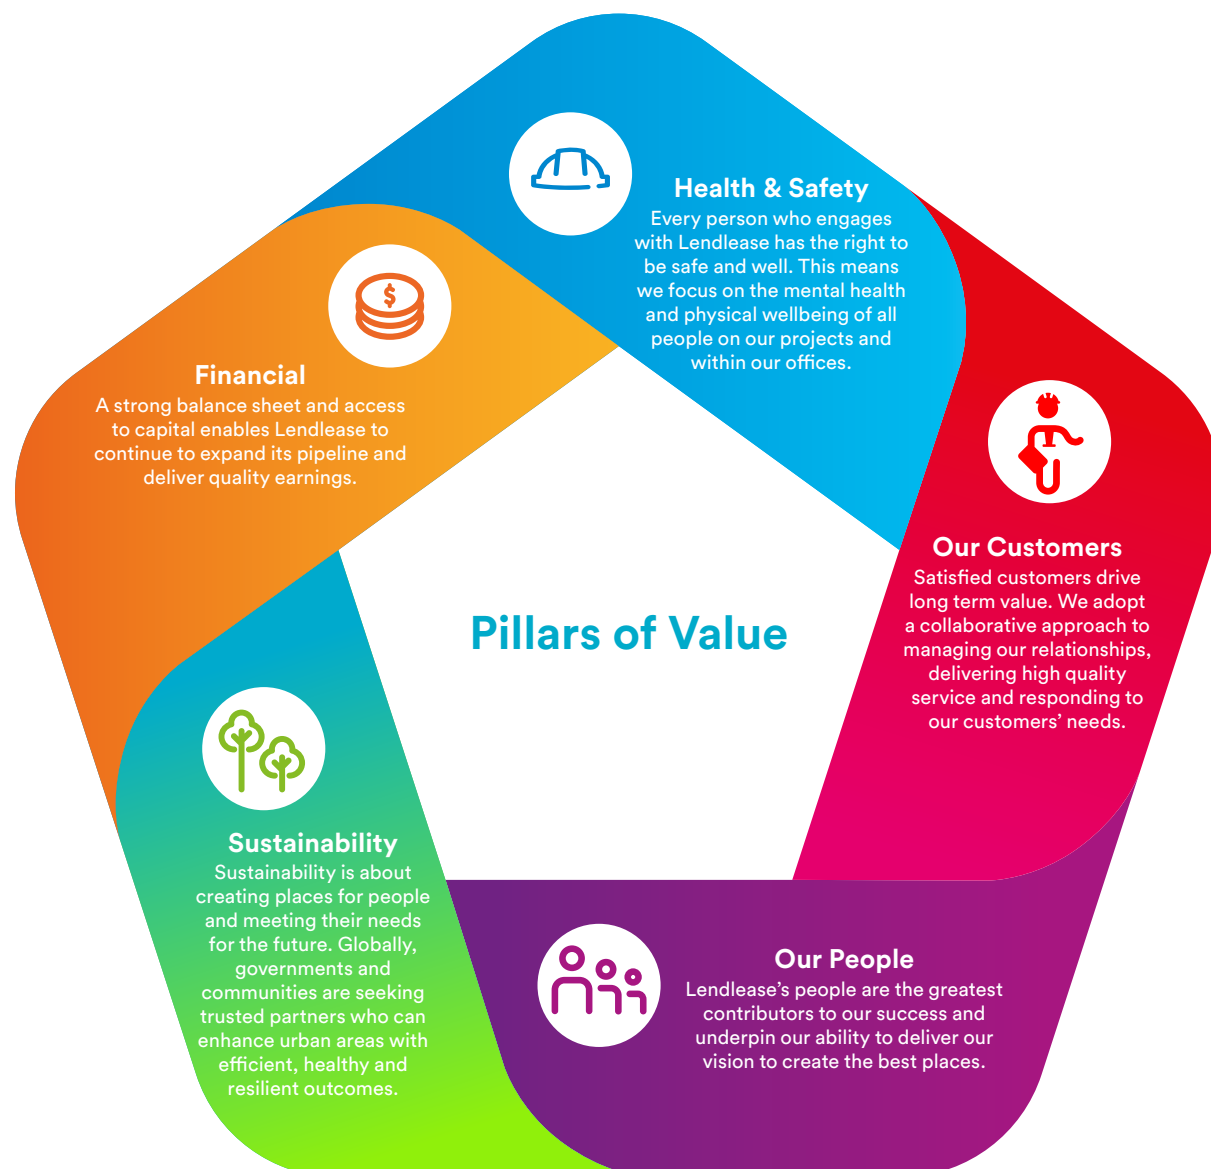 Health & Safety
Every person who engages
with Lendlease has the right to
be safe and well. This means
we focus on the mental health
and physical wellbeing of all
people on our projects and
within our offices.
$
Financial
A strong balance sheet and access
to capital enables Lendlease to
continue to expand its pipeline and
deliver quality earnings.
Our Customers
Satisfied customers drive
long term value. We adopt
a collaborative approach to
managing our relationships,
delivering high quality
service and responding to
our customers’ needs.
Pillars of Value
Sustainability
Sustainability is about
creating places for people
and meeting their needs
for the future. Globally,
governments and
communities are seeking
trusted partners who can
enhance urban areas with
efficient, healthy and
resilient outcomes.
Our People
Lendlease’s people are the greatest
contributors to our success and
underpin our ability to deliver our
vision to create the best places.